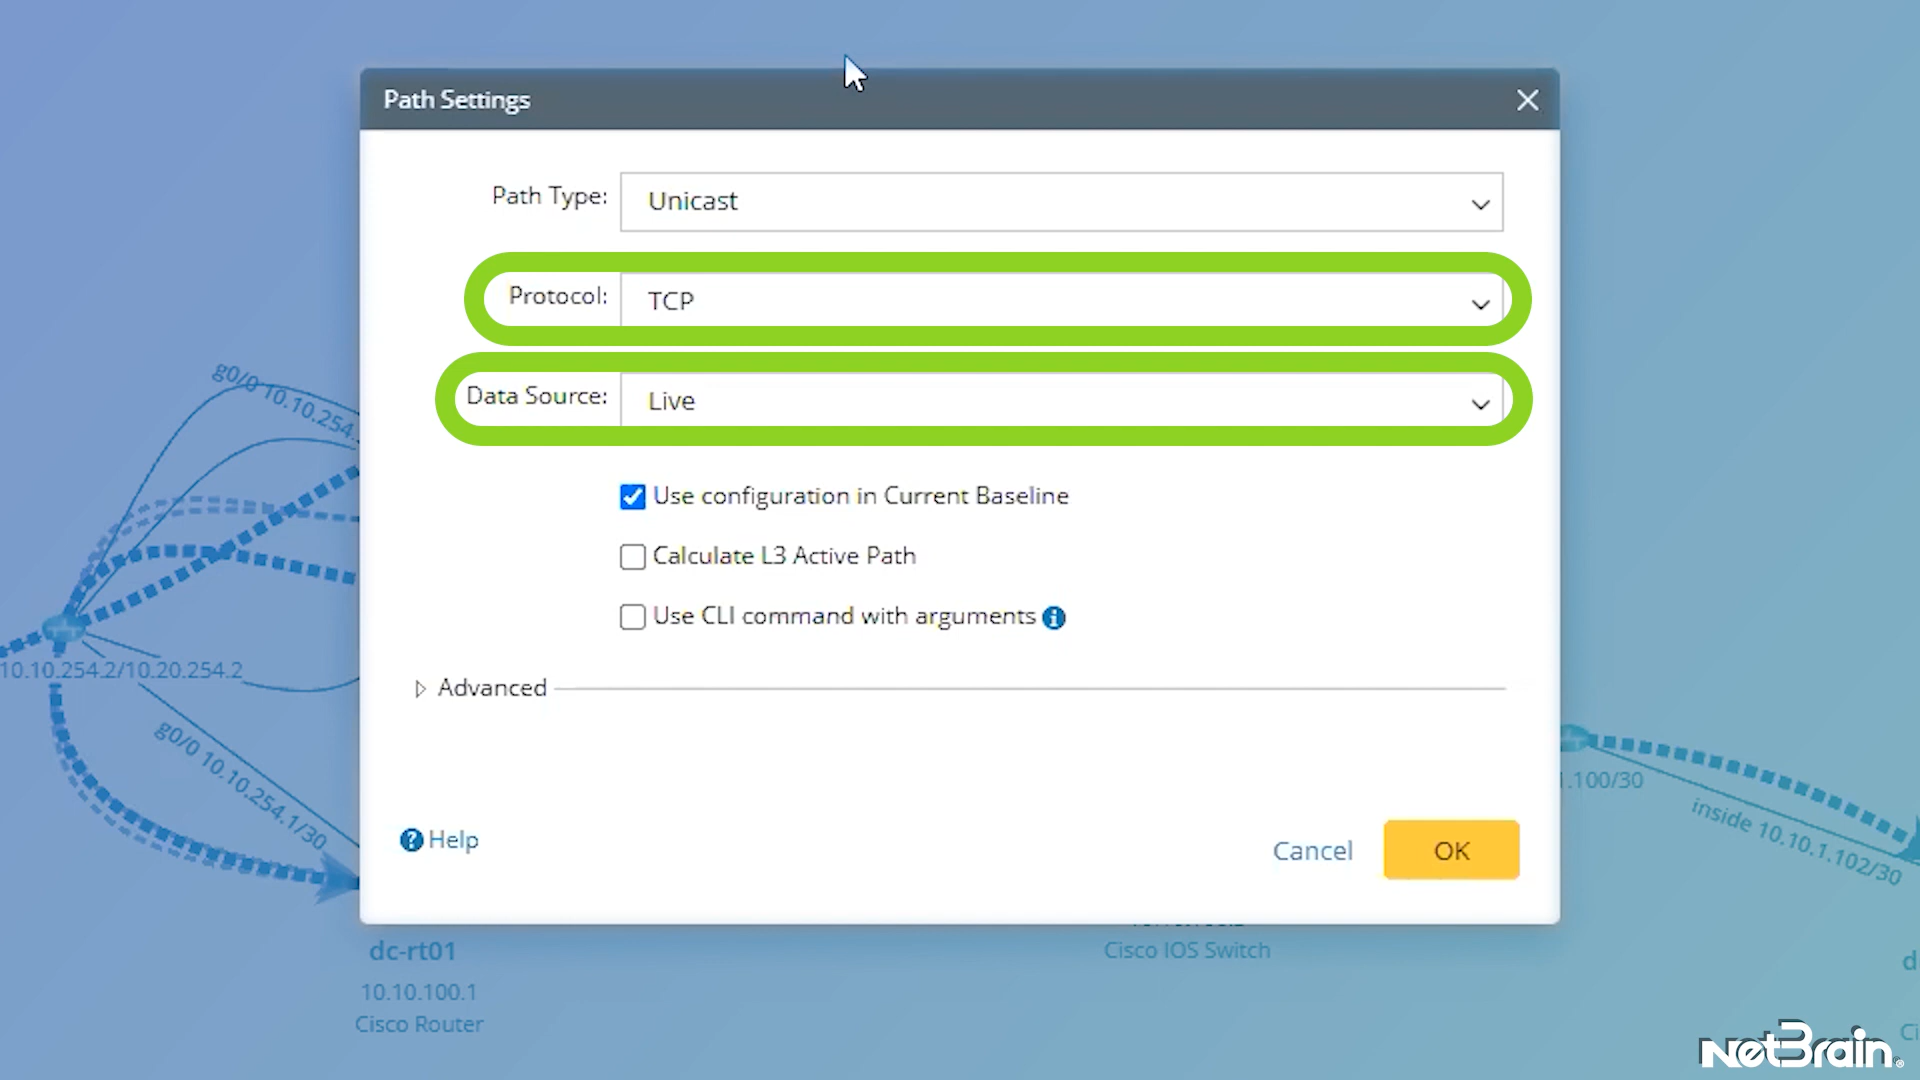 Path Settings
Path Type: Unicast
Protocol: TCP
Data Source: Live
Use configuration in Current Baseline
Calculate L3 Active Path
Use CLI command with arguments
Advanced
Help
Cancel
OK
g0/0 10.10.254.
10.10.254.2/10.20.254.2
g0/0 10.10.254.1/30
dc-rt01
10.10.100.1
Cisco Router
Cisco IOS Switch
1.100/30
inside 10.10.1.102/30
NetBrain